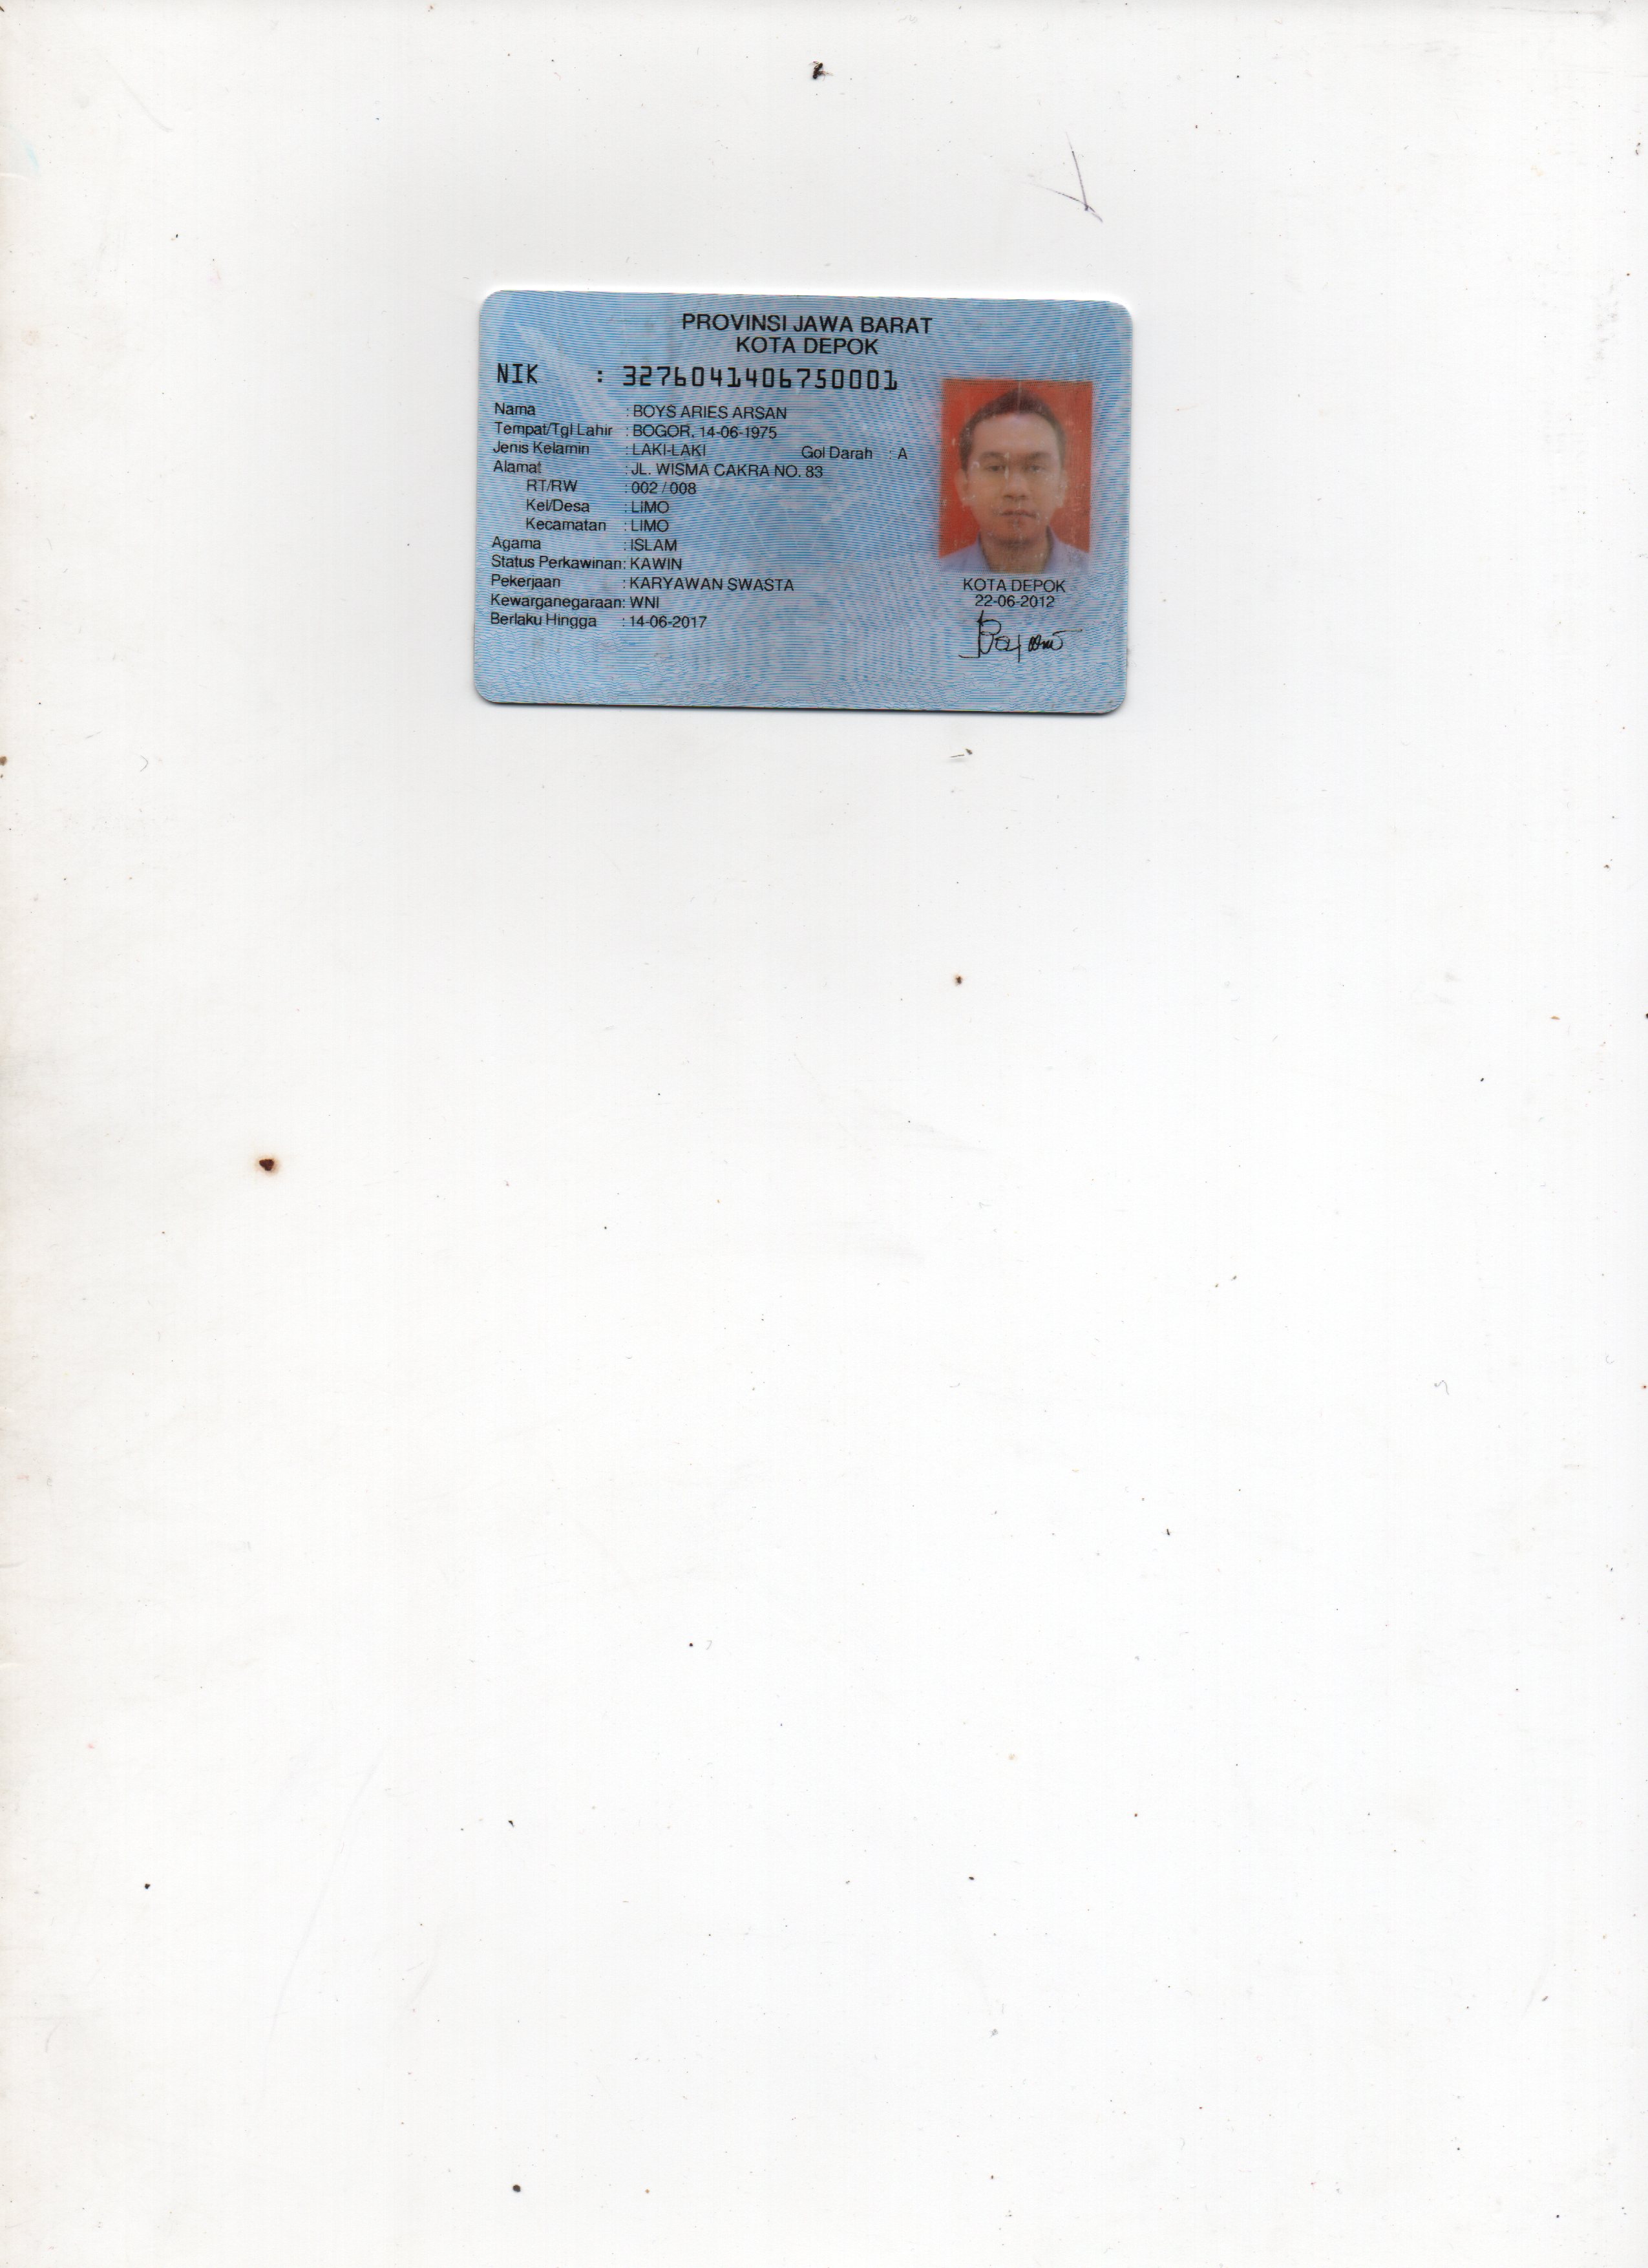 PROVINSI JAWA BARAT
KOTA DEPOK
NIK : 3276041406750001
Nama : BOYS ARIES ARSAN
Tempat/Tgl Lahir : BOGOR, 14-06-1975
Jenis Kelamin : LAKI-LAKI Gol Darah : A
Alamat : JL. WISMA CAKRA NO. 83
RT/RW : 002 / 008
Kel/Desa : LIMO
Kecamatan : LIMO
Agama : ISLAM
Status Perkawinan: KAWIN
Pekerjaan : KARYAWAN SWASTA
Kewarganegaraan: WNI
Berlaku Hingga : 14-06-2017
KOTA DEPOK
22-06-2012